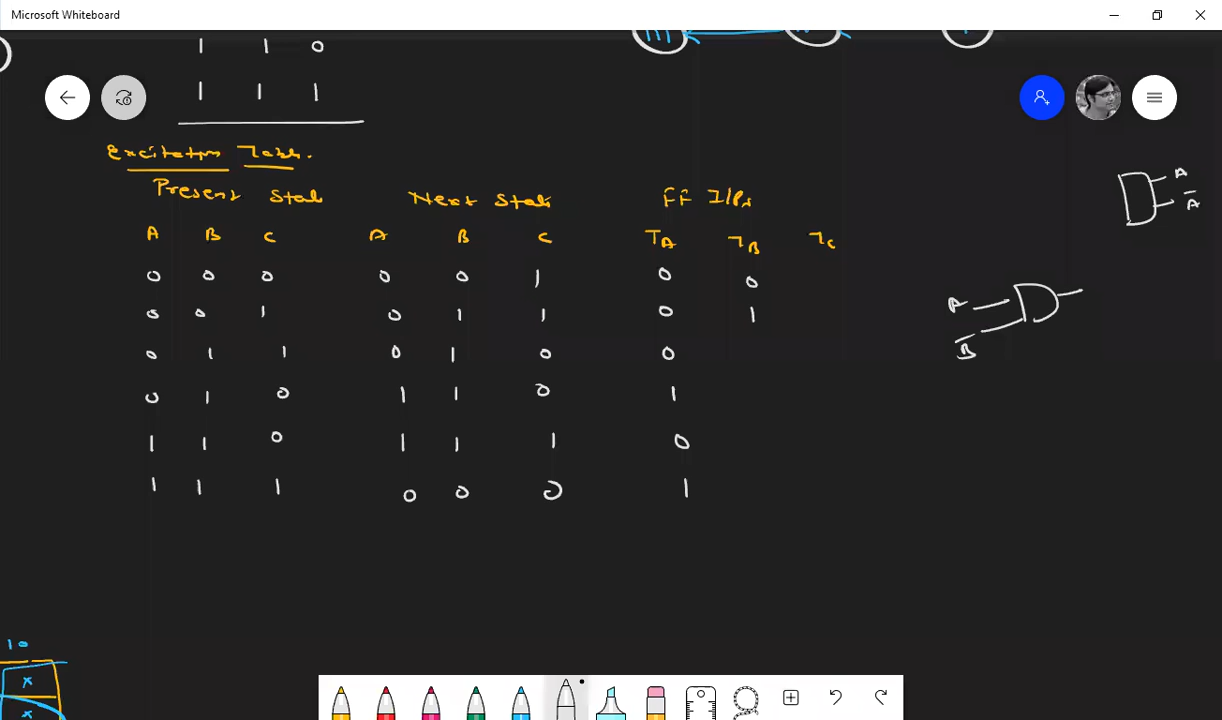 Microsoft Whiteboard
1 1 0
111
1 1 1
Excitation Table.
Present State Next State FF I/Ps
A B C A B C TA TB TC
0 0 0 0 0 1 0 0
0 0 1 0 1 1 0 1
0 1 1 0 1 0 0
0 1 0 1 1 0 1
1 1 0 1 1 1 0
1 1 1 0 0 0 1
A
A̅
A
B̅
10
x
x